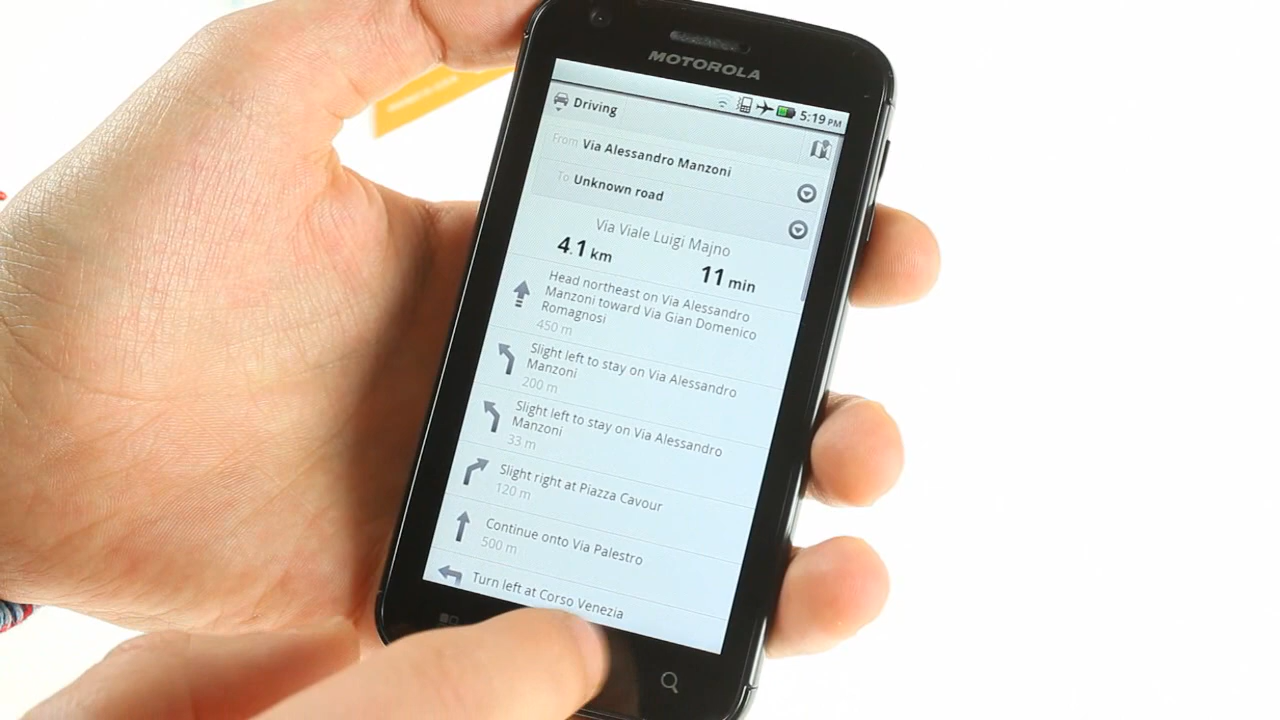 MOTOROLA
5:19 PM
Driving
From Via Alessandro Manzoni
To Unknown road
Via Viale Luigi Majno
4.1 km
11 min
Head northeast on Via Alessandro
Manzoni toward Via Gian Domenico
Romagnosi
450 m
Slight left to stay on Via Alessandro
Manzoni
200 m
Slight left to stay on Via Alessandro
Manzoni
33 m
Slight right at Piazza Cavour
120 m
Continue onto Via Palestro
500 m
Turn left at Corso Venezia